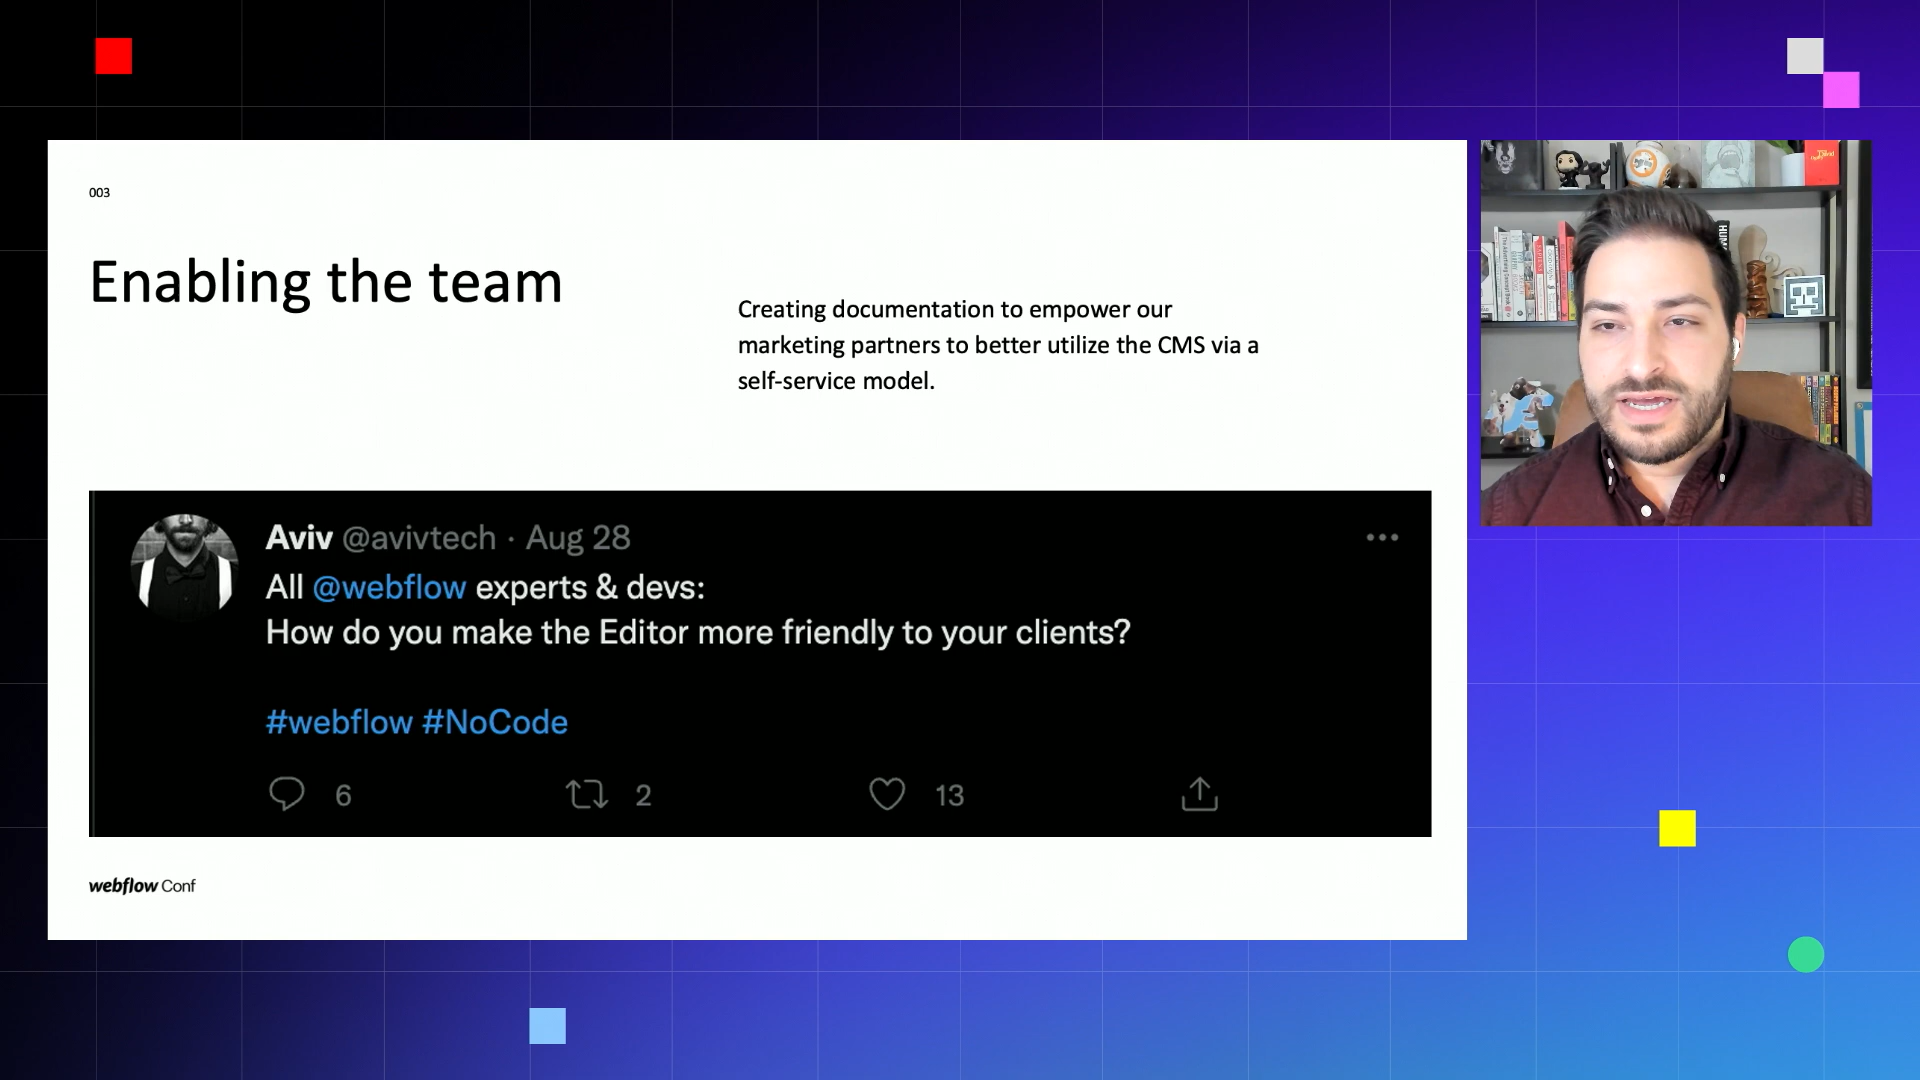 003
Enabling the team
Creating documentation to empower our
marketing partners to better utilize the CMS via a
self-service model.
Aviv @avivtech · Aug 28
All @webflow experts & devs:
How do you make the Editor more friendly to your clients?
#webflow #NoCode
6 2 13
webflow Conf